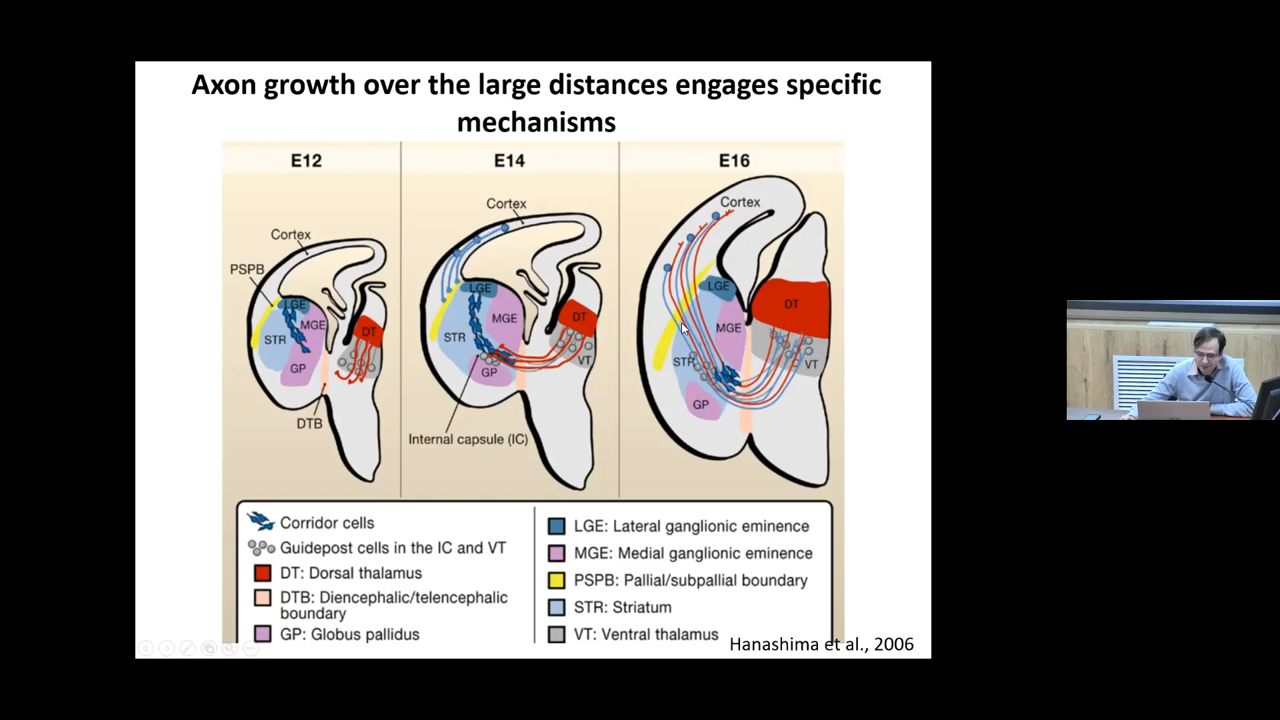 Axon growth over the large distances engages specific
mechanisms
E12
E14
E16
Cortex
PSPB
LGE
MGE
STR
GP
DT
DTB
Cortex
LGE
MGE
STR
GP
DT
VT
Internal capsule (IC)
Cortex
LGE
MGE
STR
GP
DT
VT
Corridor cells
Guidepost cells in the IC and VT
DT: Dorsal thalamus
DTB: Diencephalic/telencephalic
boundary
GP: Globus pallidus
LGE: Lateral ganglionic eminence
MGE: Medial ganglionic eminence
PSPB: Pallial/subpallial boundary
STR: Striatum
VT: Ventral thalamus
Hanashima et al., 2006